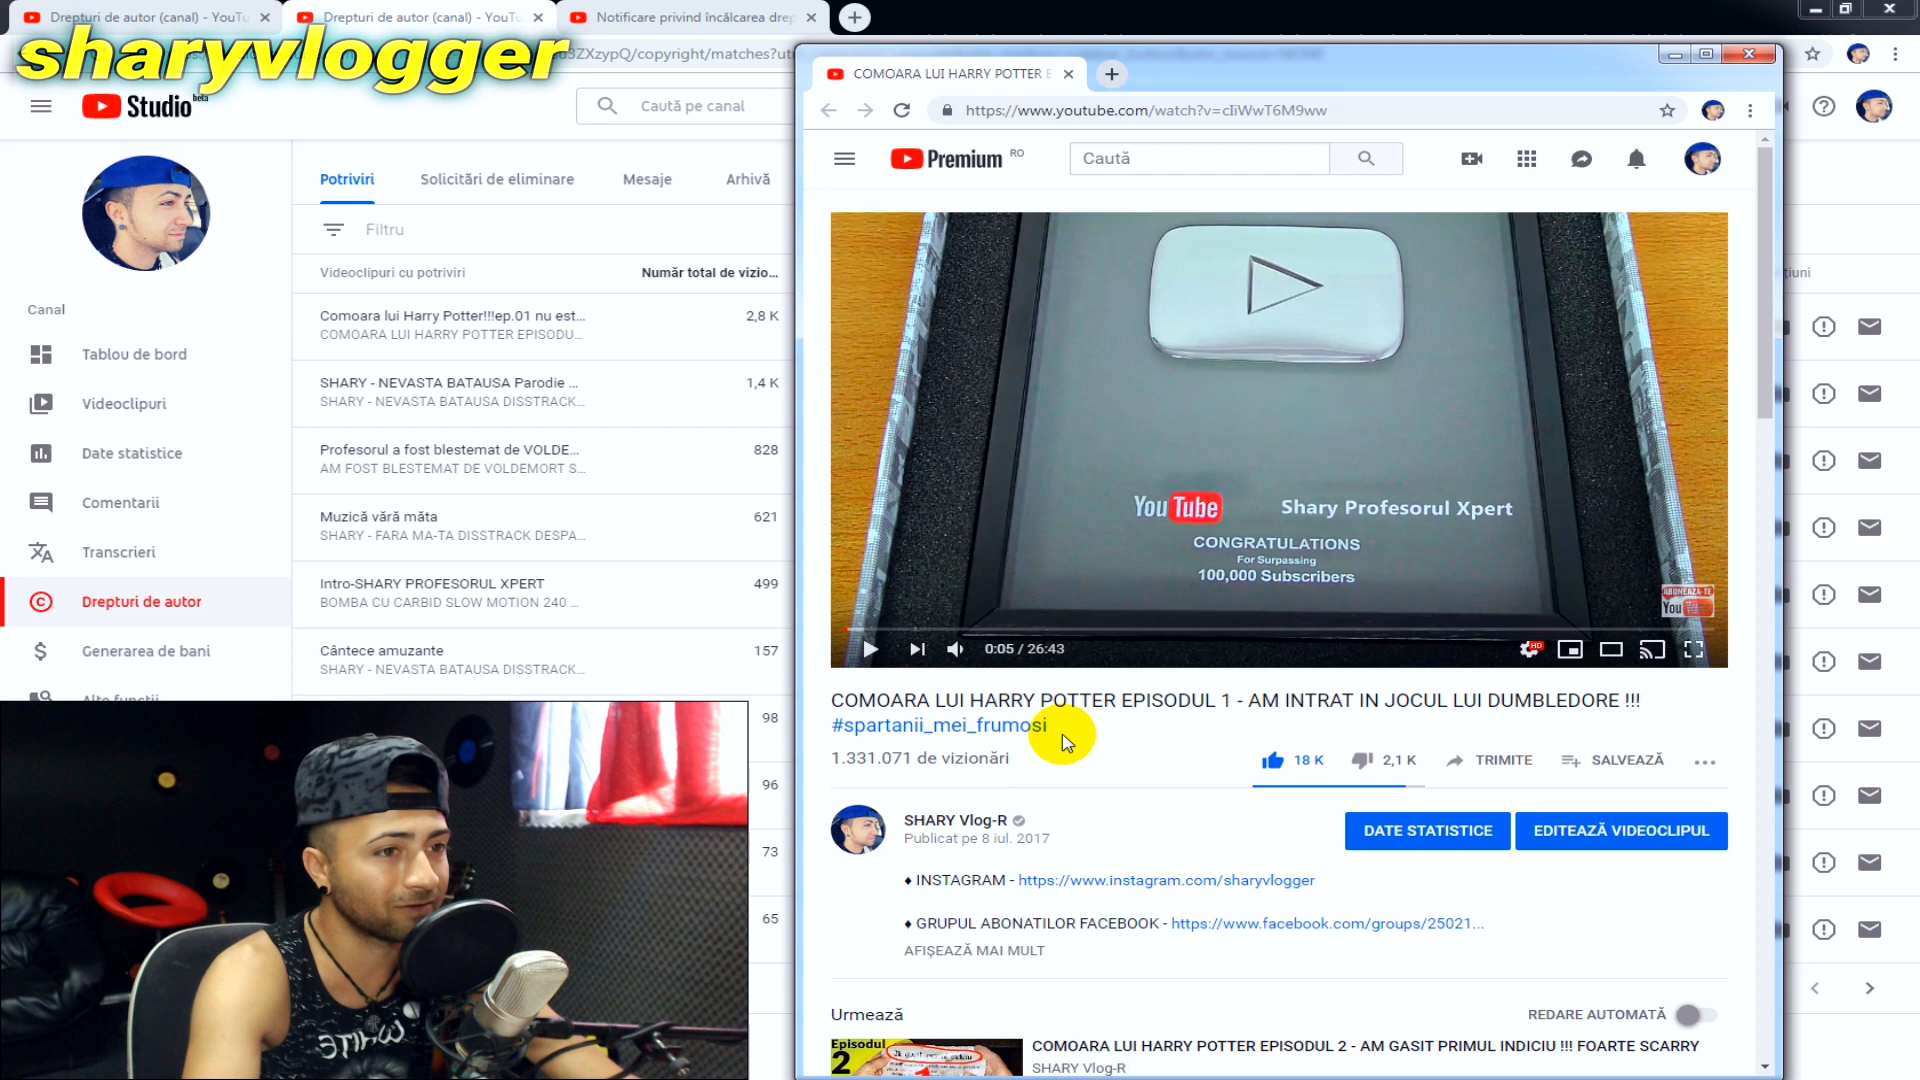 Drepturi de autor (canal) - YouTu
Drepturi de autor (canal) - YouTu
Notificare privind încălcarea drep
sharyvlogger
3ZXzypQ/copyright/matches?ut
Studio beta
Caută pe canal
Potriviri
Solicitări de eliminare
Mesaje
Arhivă
Filtru
Videoclipuri cu potriviri
Număr total de vizio...
Comoara lui Harry Potter!!!ep.01 nu est...
COMOARA LUI HARRY POTTER EPISODU...
2,8 K
SHARY - NEVASTA BATAUSA Parodie ...
SHARY - NEVASTA BATAUSA DISSTRACK...
1,4 K
Profesorul a fost blestemat de VOLDE...
AM FOST BLESTEMAT DE VOLDEMORT S...
828
Muzică vără măta
SHARY - FARA MA-TA DISSTRACK DESPA...
621
Intro-SHARY PROFESORUL XPERT
BOMBA CU CARBID SLOW MOTION 240 ...
499
Cântece amuzante
SHARY - NEVASTA BATAUSA DISSTRACK...
157
98
96
73
65
Canal
Tablou de bord
Videoclipuri
Date statistice
Comentarii
Transcrieri
Drepturi de autor
Generarea de bani
Alte funcții
COMOARA LUI HARRY POTTER E
https://www.youtube.com/watch?v=cIiWwT6M9ww
Premium RO
Caută
YouTube
Shary Profesorul Xpert
CONGRATULATIONS
For Surpassing
100,000 Subscribers
ABONEAZA-TE
You
0:05 / 26:43
HD
COMOARA LUI HARRY POTTER EPISODUL 1 - AM INTRAT IN JOCUL LUI DUMBLEDORE !!!
#spartanii_mei_frumosi
1.331.071 de vizionări
18 K
2,1 K
TRIMITE
SALVEAZĂ
SHARY Vlog-R
Publicat pe 8 iul. 2017
DATE STATISTICE
EDITEAZĂ VIDEOCLIPUL
♦ INSTAGRAM - https://www.instagram.com/sharyvlogger
♦ GRUPUL ABONATILOR FACEBOOK - https://www.facebook.com/groups/25021...
AFIȘEAZĂ MAI MULT
Urmează
REDARE AUTOMATĂ
Episodul
2
COMOARA LUI HARRY POTTER EPISODUL 2 - AM GASIT PRIMUL INDICIU !!! FOARTE SCARRY
SHARY Vlog-R
țiuni
WHITE